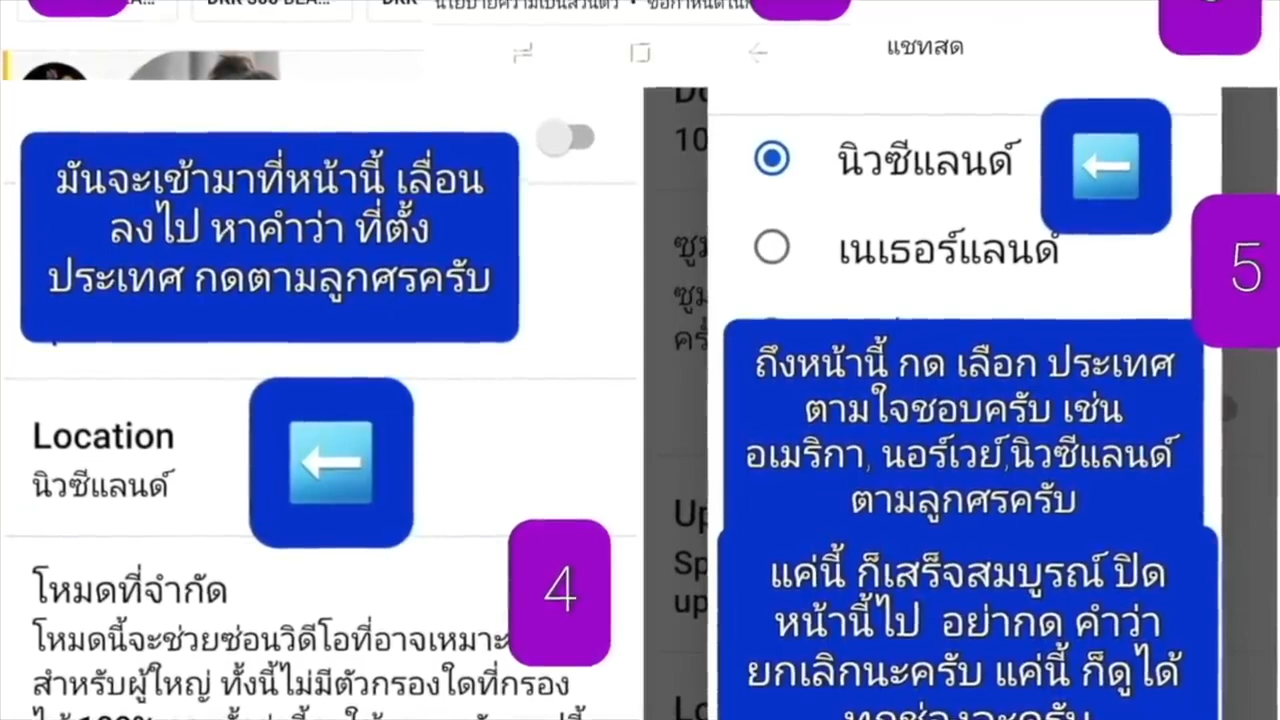 แชทสด
มันจะเข้ามาที่หน้านี้ เลื่อน
ลงไป หาคำว่า ที่ตั้ง
ประเทศ กดตามลูกศรครับ
Location
นิวซีแลนด์
4
โหมดที่จำกัด
โหมดนี้จะช่วยซ่อนวิดีโอที่อาจเหมาะ
สำหรับผู้ใหญ่ ทั้งนี้ไม่มีตัวกรองใดที่กรอง
10
ซูม
ซูม
Up
Sp
up
นิวซีแลนด์
เนเธอร์แลนด์
5
ถึงหน้านี้ กด เลือก ประเทศ
ตามใจชอบครับ เช่น
อเมริกา, นอร์เวย์,นิวซีแลนด์
ตามลูกศรครับ
แค่นี้ ก็เสร็จสมบูรณ์ ปิด
หน้านี้ไป อย่ากด คำว่า
ยกเลิกนะครับ แค่นี้ ก็ดูได้